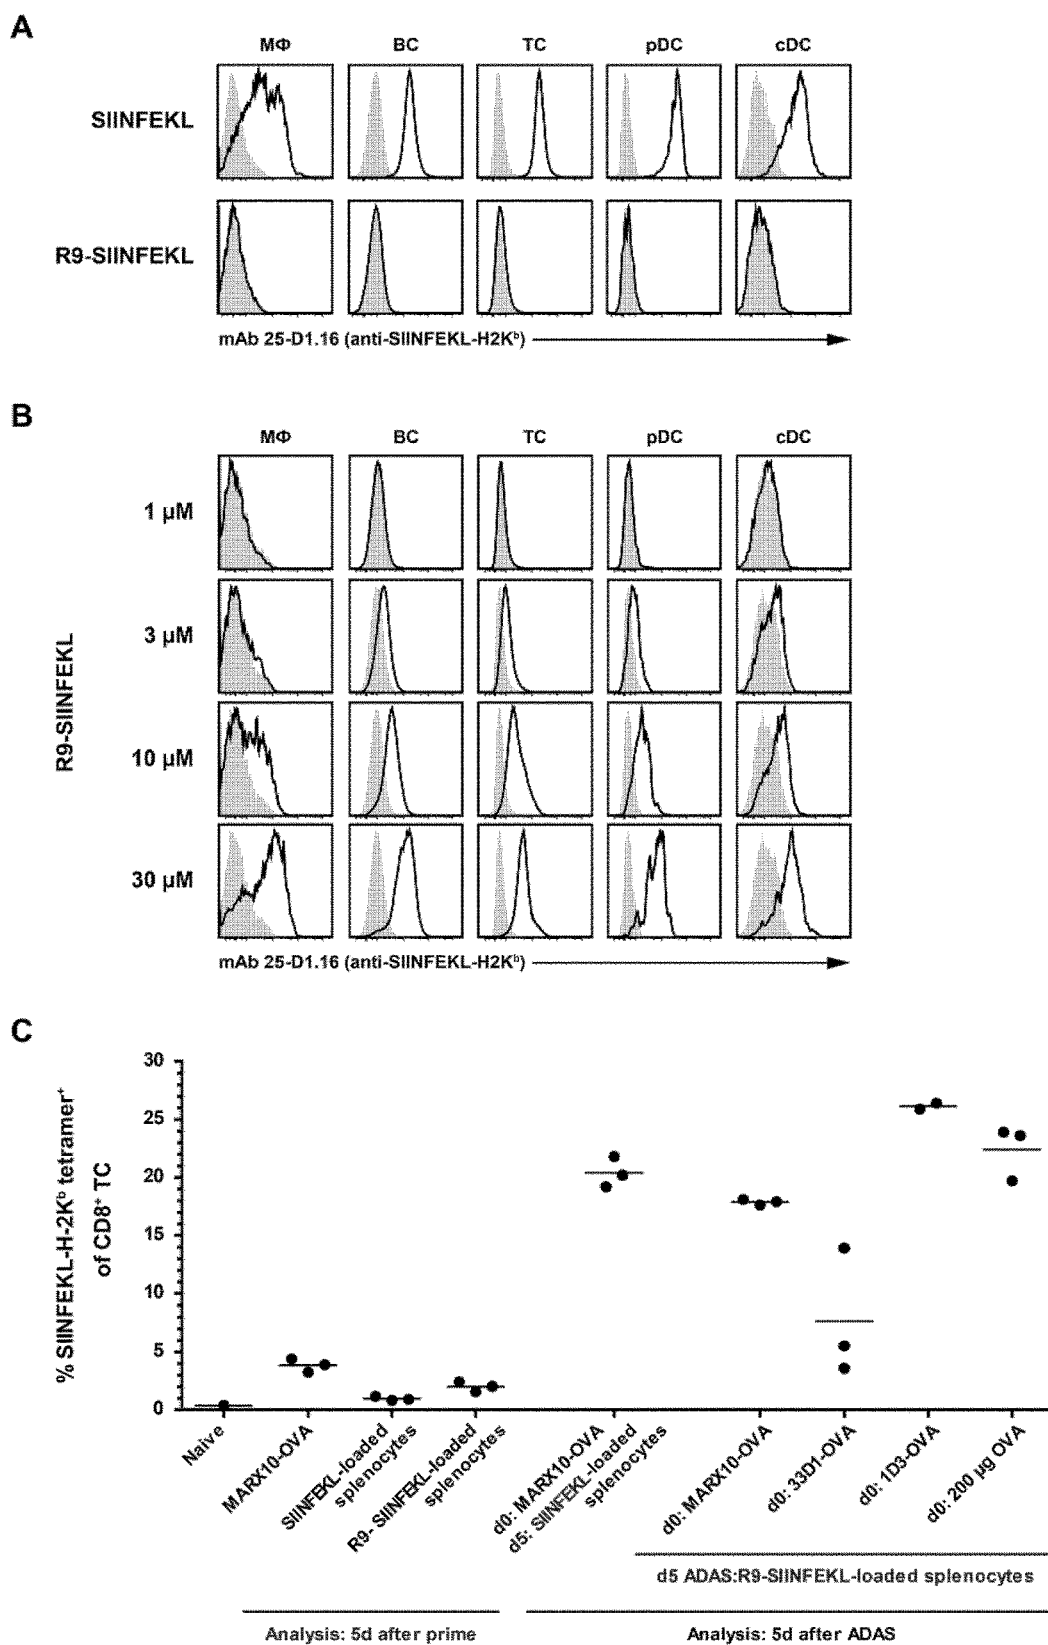 A
MΦ BC TC pDC cDC
SIINFEKL
R9-SIINFEKL
mAb 25-D1.16 (anti-SIINFEKL-H2Kᵇ)
B
MΦ BC TC pDC cDC
1 µM
3 µM
10 µM
30 µM
R9-SIINFEKL
mAb 25-D1.16 (anti-SIINFEKL-H2Kᵇ)
C
% SIINFEKL-H-2Kᵇ tetramer⁺
of CD8⁺ TC
30
25
20
15
10
5
0
Naive
MARX10-OVA
SIINFEKL-loaded
splenocytes
R9- SIINFEKL-loaded
splenocytes
d0: MARX10-OVA
d5: SIINFEKL-loaded
splenocytes
d0: MARX10-OVA
d0: 33D1-OVA
d0: 1D3-OVA
d0: 200 µg OVA
d5 ADAS:R9-SIINFEKL-loaded splenocytes
Analysis: 5d after prime
Analysis: 5d after ADAS